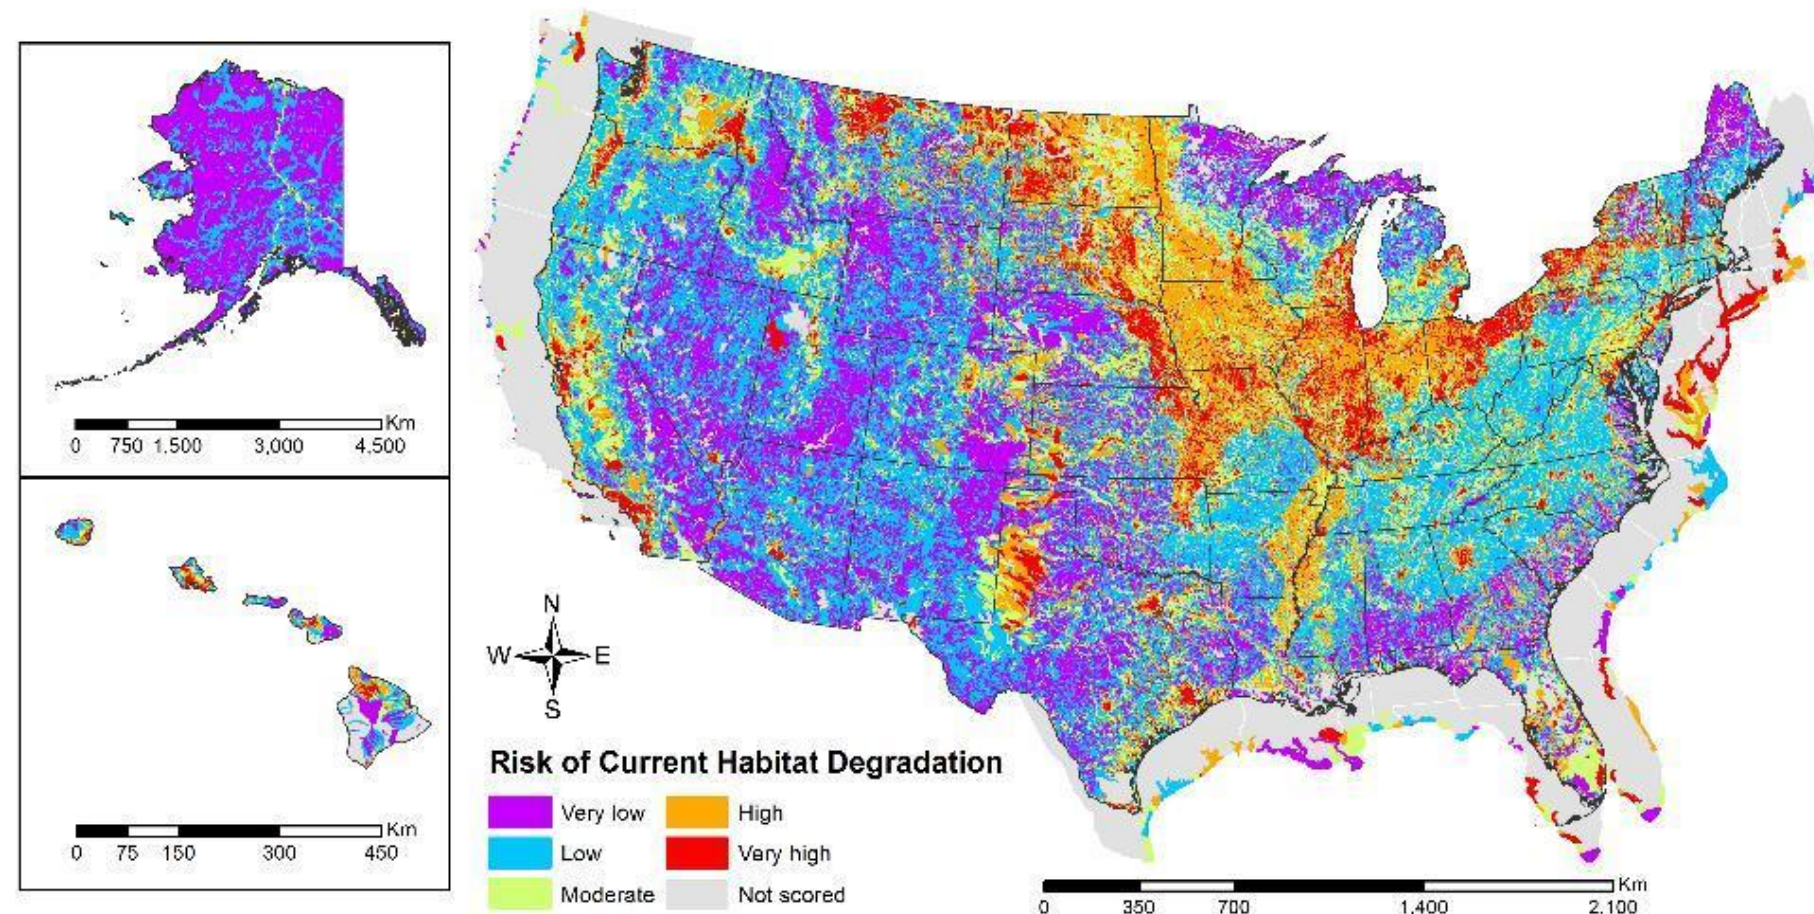 Km
0 750 1,500 3,000 4,500
Km
0 75 150 300 450
N
W E
S
Risk of Current Habitat Degradation
Very low High
Low Very high
Moderate Not scored
Km
0 350 700 1,400 2,100